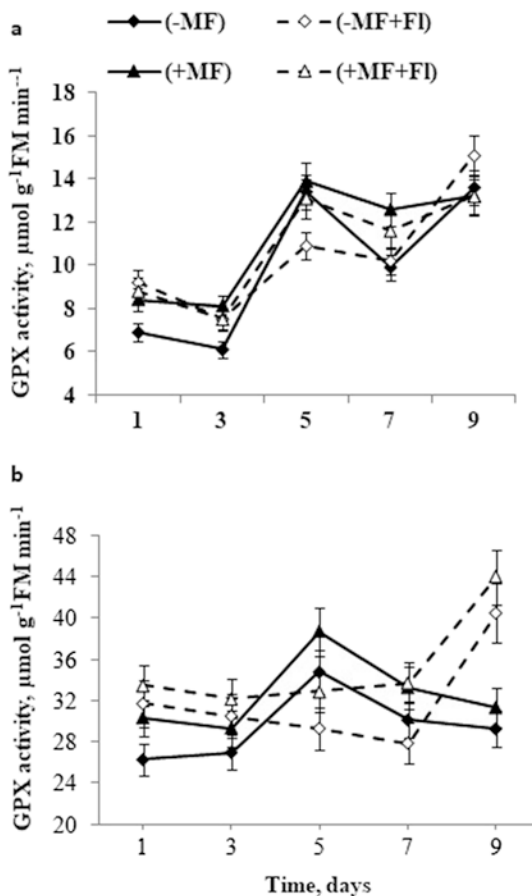 a
(-MF) (-MF+Fl)
(+MF) (+MF+Fl)
GPX activity, µmol g⁻¹FM min⁻¹
18
16
14
12
10
8
6
4
1 3 5 7 9
b
GPX activity, µmol g⁻¹FM min⁻¹
48
44
40
36
32
28
24
20
1 3 5 7 9
Time, days